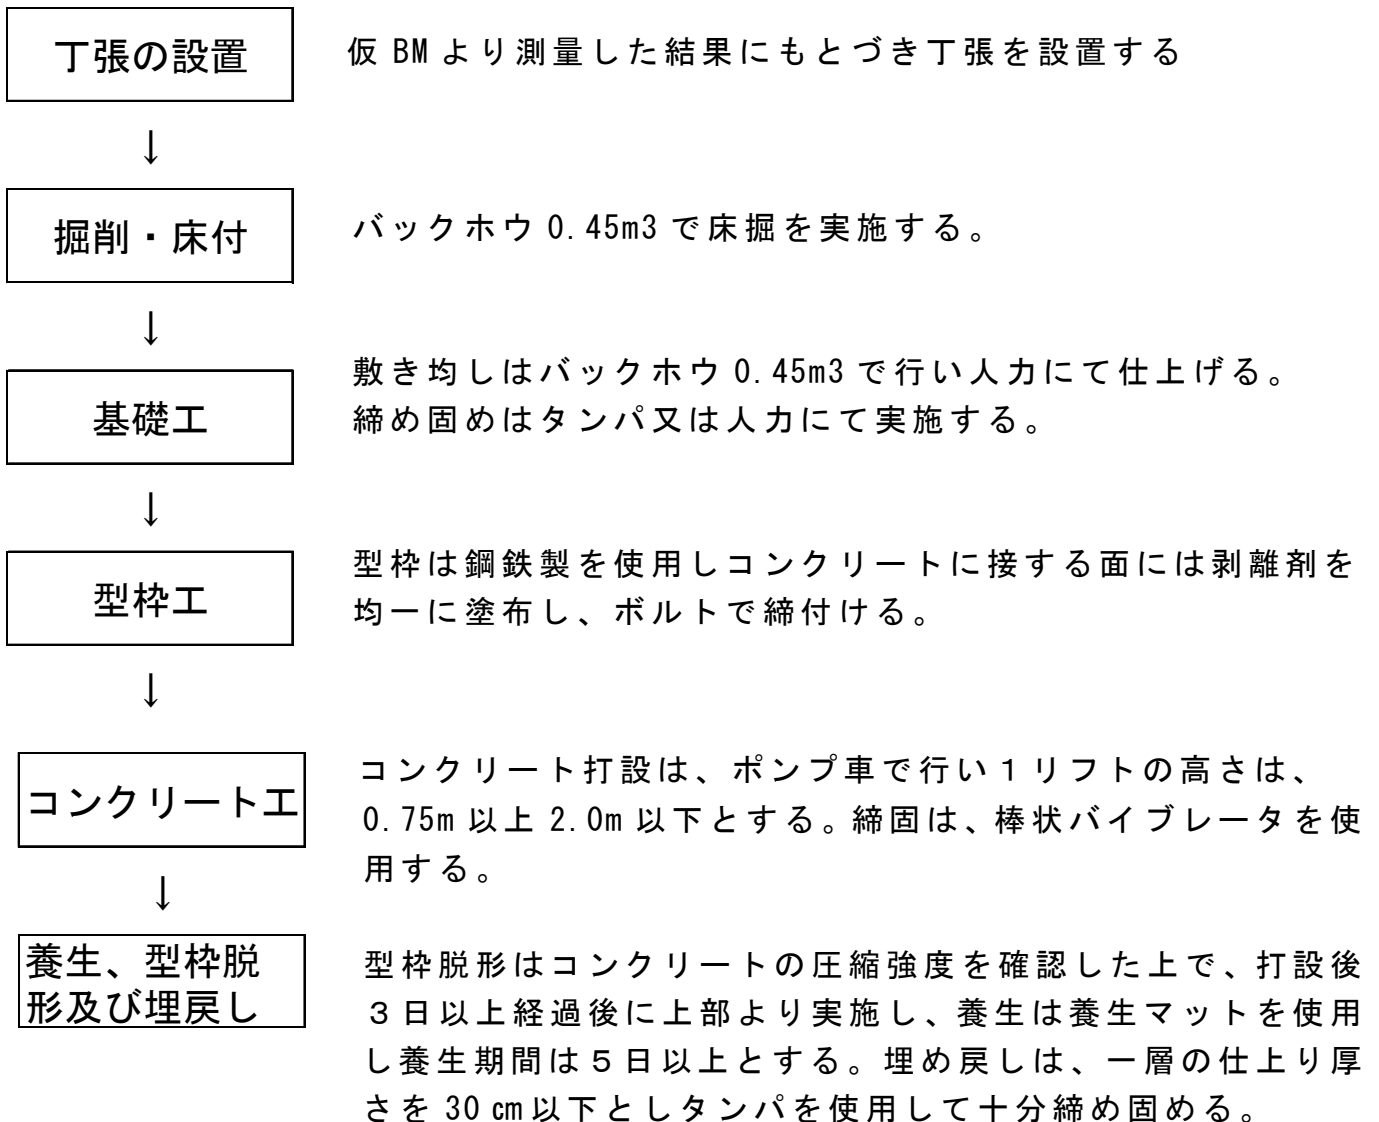 丁張の設置
仮 BM より測量した結果にもとづき丁張を設置する
↓
掘削・床付
バックホウ 0.45m3 で床掘を実施する。
↓
基礎工
敷き均しはバックホウ 0.45m3 で行い人力にて仕上げる。
締め固めはタンパ又は人力にて実施する。
↓
型枠工
型枠は鋼鉄製を使用しコンクリートに接する面には剥離剤を
均一に塗布し、ボルトで締付ける。
↓
コンクリート工
コンクリート打設は、ポンプ車で行い１リフトの高さは、
0.75m 以上 2.0m 以下とする。締固は、棒状バイブレータを使
用する。
↓
養生、型枠脱
形及び埋戻し
型枠脱形はコンクリートの圧縮強度を確認した上で、打設後
３日以上経過後に上部より実施し、養生は養生マットを使用
し養生期間は５日以上とする。埋め戻しは、一層の仕上り厚
さを 30 ㎝以下としタンパを使用して十分締め固める。